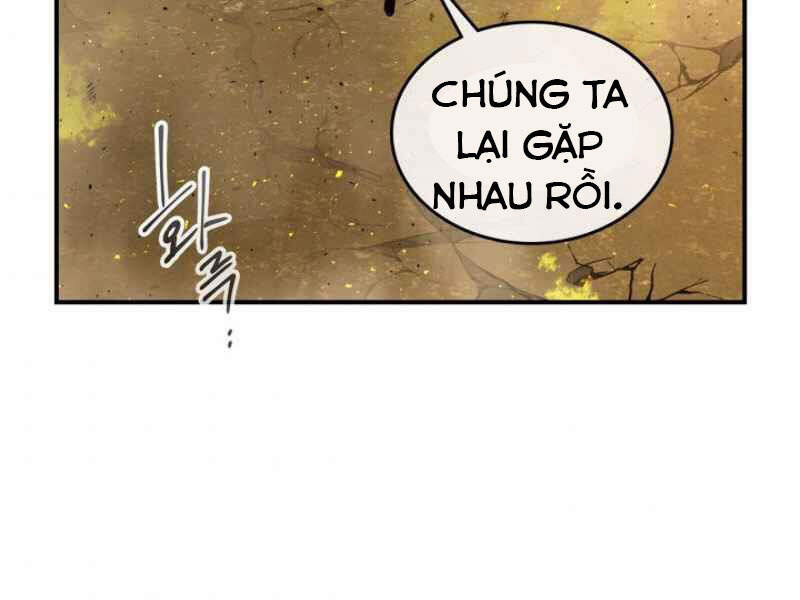 CHÚNG TA
LẠI GẶP
NHAU RỒI.
화륵